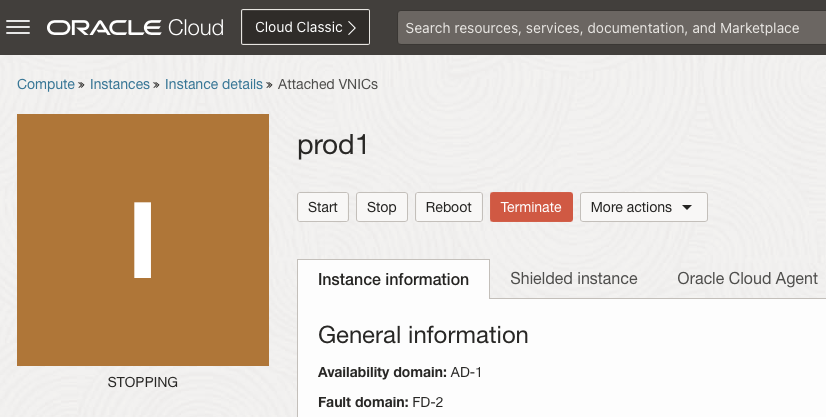 ORACLE Cloud
Cloud Classic >
Search resources, services, documentation, and Marketplace
Compute » Instances » Instance details » Attached VNICs
I
STOPPING
prod1
Start Stop Reboot Terminate More actions
Instance information Shielded instance Oracle Cloud Agent
General information
Availability domain: AD-1
Fault domain: FD-2